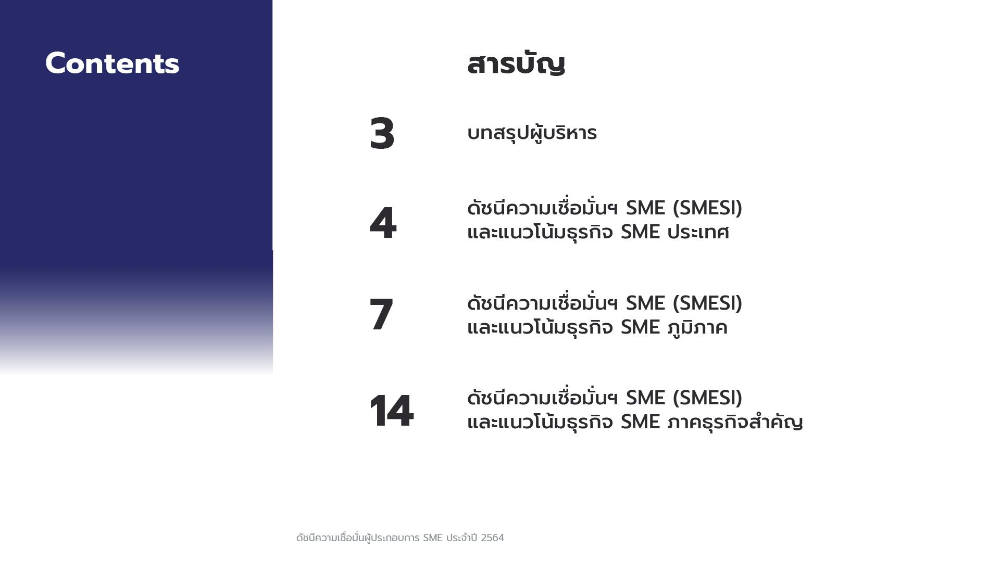 Contents
สารบัญ
3
บทสรุปผู้บริหาร
4
ดัชนีความเชื่อมั่นฯ SME (SMESI)
และแนวโน้มธุรกิจ SME ประเทศ
7
ดัชนีความเชื่อมั่นฯ SME (SMESI)
และแนวโน้มธุรกิจ SME ภูมิภาค
14
ดัชนีความเชื่อมั่นฯ SME (SMESI)
และแนวโน้มธุรกิจ SME ภาคธุรกิจสำคัญ
ดัชนีความเชื่อมั่นผู้ประกอบการ SME ประจำปี 2564